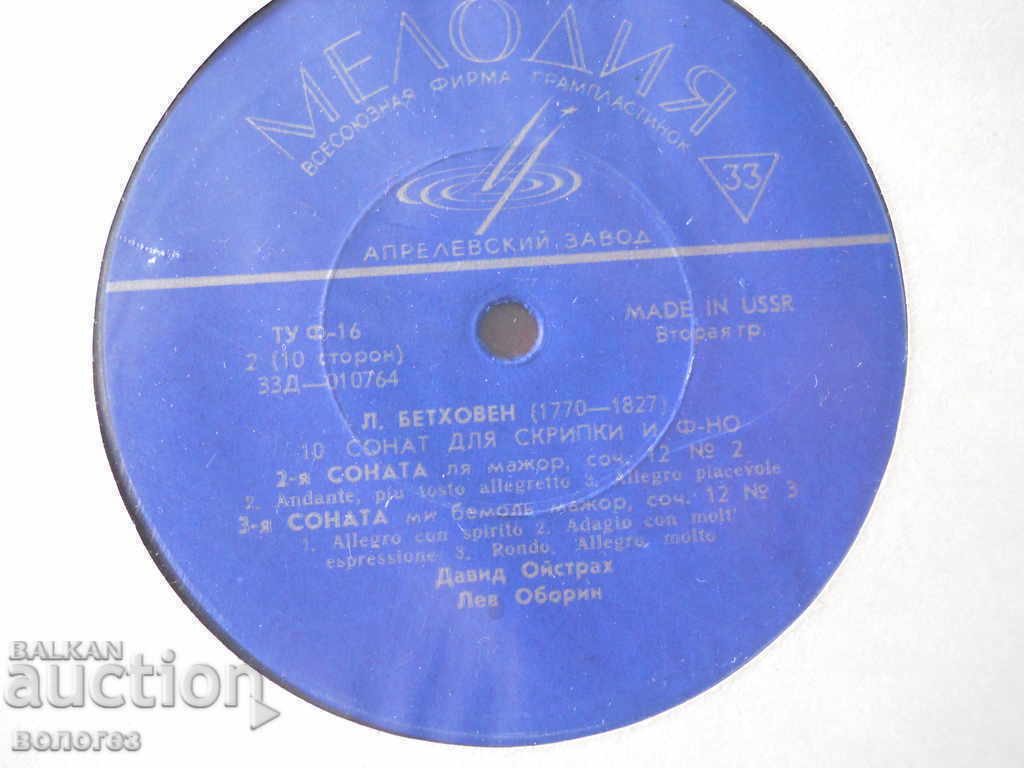 МЕЛОДИЯ
ВСЕСОЮЗНАЯ ФИРМА ГРАМПЛАСТИНОК
33
АПРЕЛЕВСКИЙ ЗАВОД
ТУ Ф-16
MADE IN USSR
2 (10 сторон)
Вторая гр.
33Д—010764
Л. БЕТХОВЕН (1770—1827)
10 СОНАТ ДЛЯ СКРИПКИ И Ф-НО
2-я СОНАТА ля мажор, соч. 12 № 2
2. Andante, piu tosto allegretto 3. Allegro piacevole
3-я СОНАТА ми бемоль мажор, соч. 12 № 3
1. Allegro con spirito 2. Adagio con molt'
espressione 3. Rondo, Allegro, molto
Давид Ойстрах
Лев Оборин
BALKAN
auction
Bonores